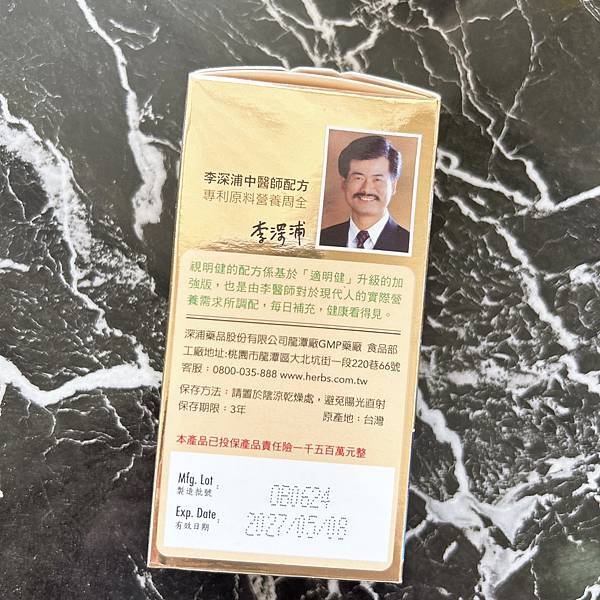 李深浦中醫師配方
專利原料營養周全
李深浦
視明健的配方係基於「適明健」升級的加
強版，也是由李醫師對於現代人的實際營
養需求所調配，每日補充，健康看得見。
深浦藥品股份有限公司龍潭廠GMP藥廠 食品部
工廠地址:桃園市龍潭區大北坑街一段220巷66號
客服：0800-035-888 www.herbs.com.tw
保存方法：請置於陰涼乾燥處，避免陽光直射
保存期限：3年 原產地：台灣
本產品已投保產品責任險一千五百萬元整
Mfg. Lot :
製造批號
0B0624
Exp. Date :
有效日期
2027/05/08